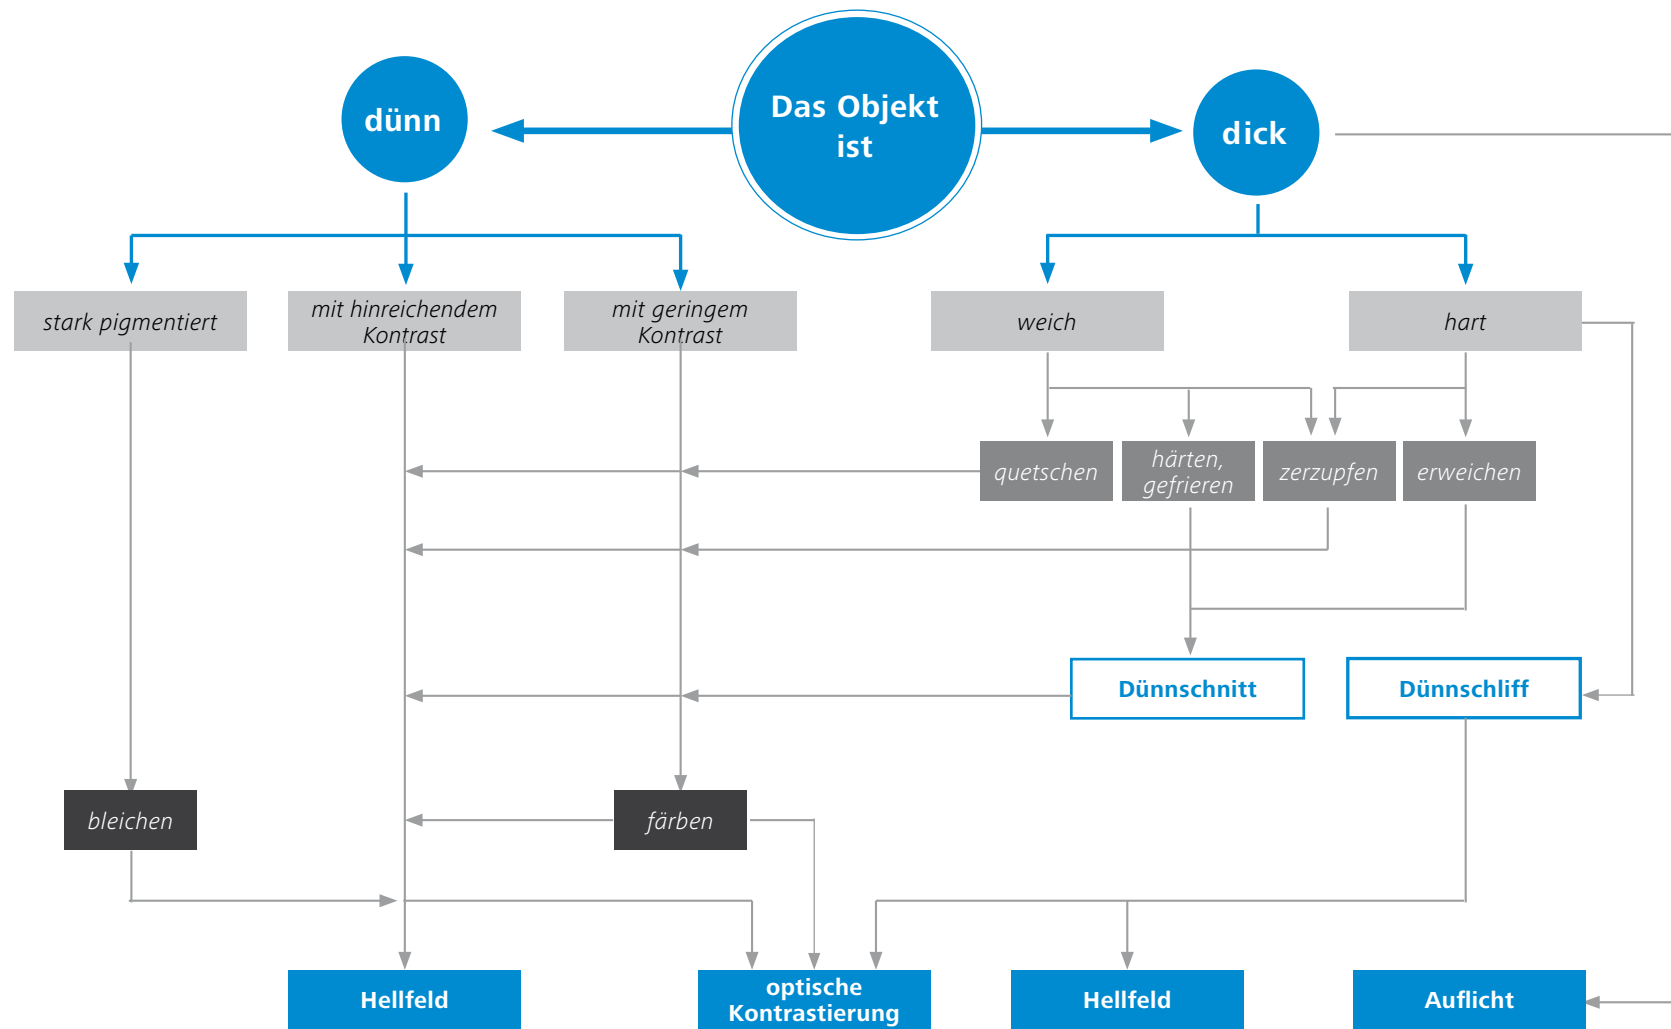 Das Objekt
ist
dünn
dick
stark pigmentiert
mit hinreichendem
Kontrast
mit geringem
Kontrast
weich
hart
quetschen
härten,
gefrieren
zerzupfen
erweichen
Dünnschnitt
Dünnschliff
bleichen
färben
Hellfeld
optische
Kontrastierung
Hellfeld
Auflicht